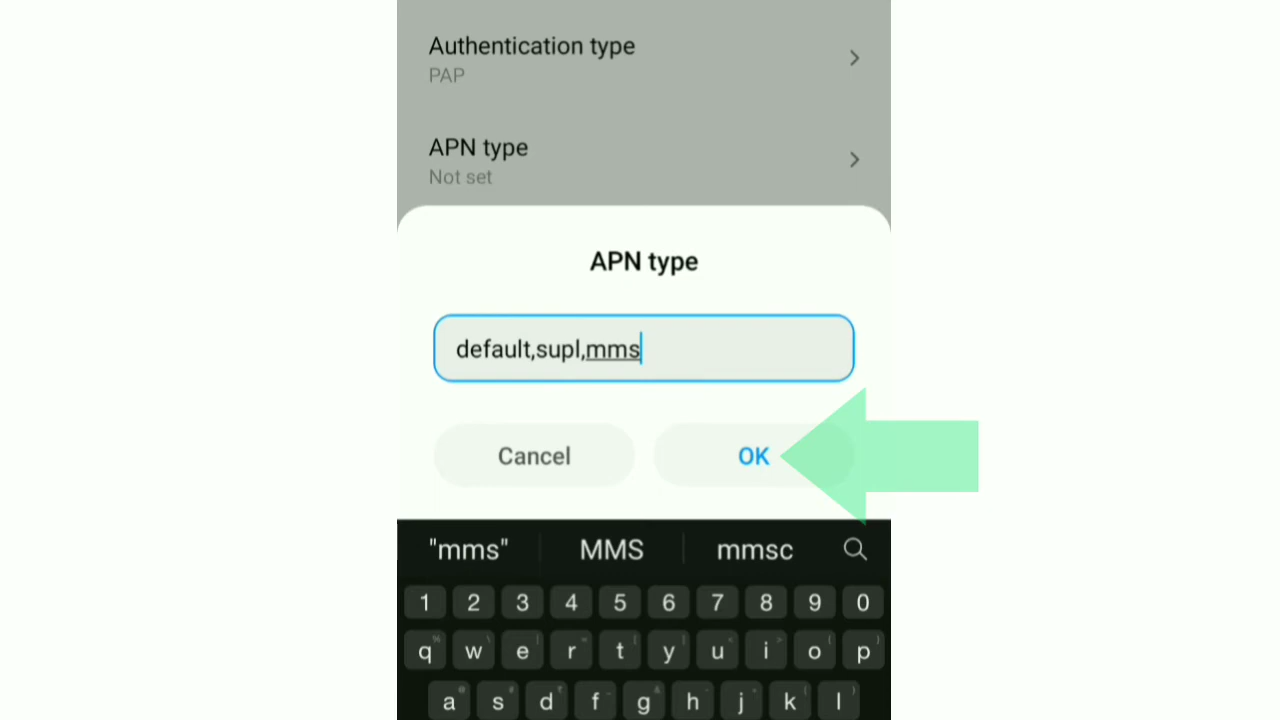 Authentication type
PAP
APN type
Not set
APN type
default,supl,mms
Cancel OK
"mms" MMS mmsc
1 2 3 4 5 6 7 8 9 0
q w e r t y u i o p
a s d f g h j k l